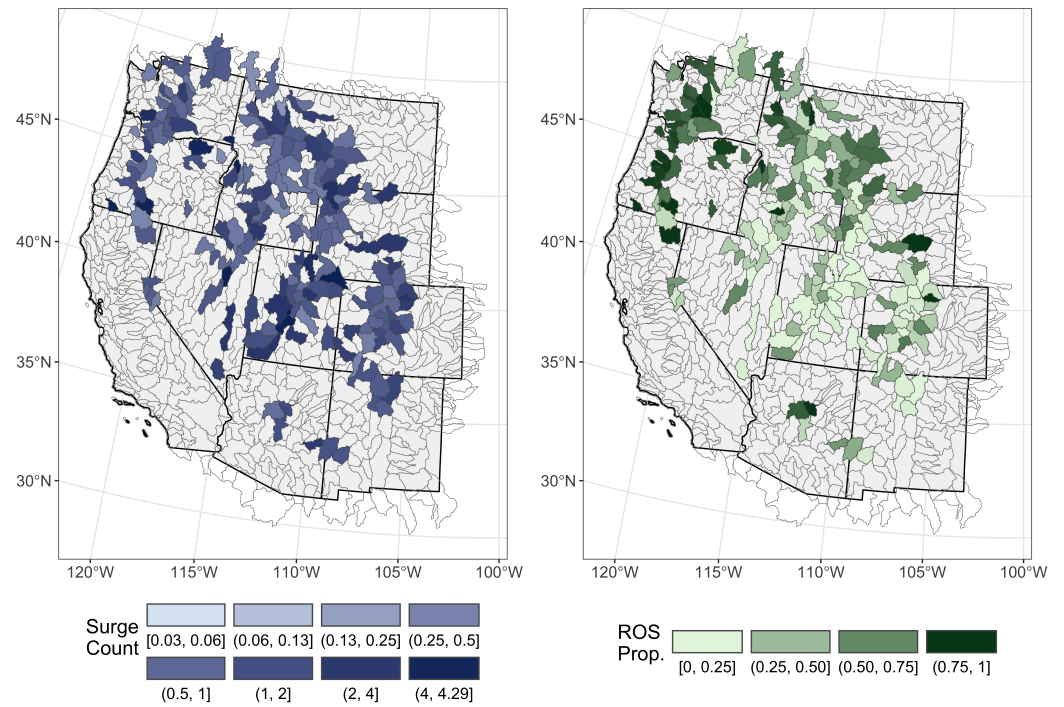 45°N
40°N
35°N
30°N
120°W 115°W 110°W 105°W 100°W
120°W 115°W 110°W 105°W 100°W
Surge
Count
[0.03, 0.06] (0.06, 0.13] (0.13, 0.25] (0.25, 0.5]
(0.5, 1] (1, 2] (2, 4] (4, 4.29]
45°N
40°N
35°N
30°N
ROS
Prop.
[0, 0.25] (0.25, 0.50] (0.50, 0.75] (0.75, 1]